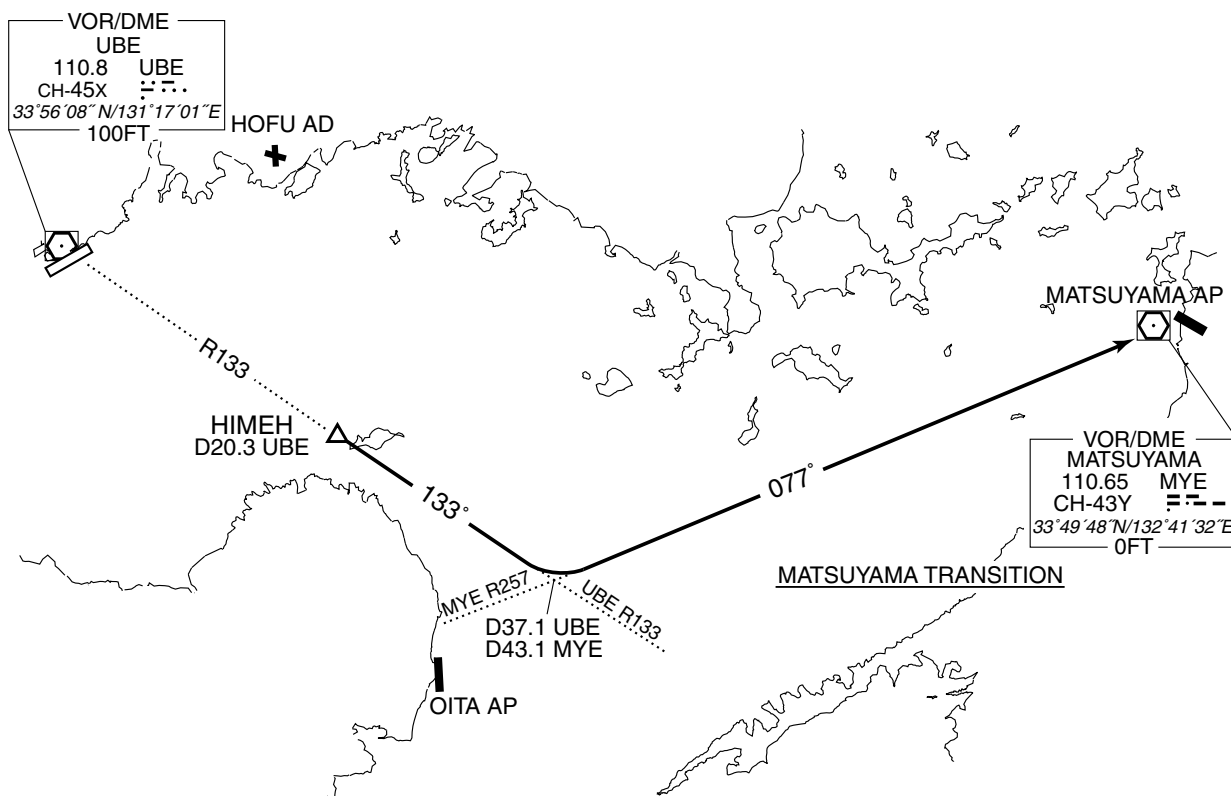 VOR/DME
UBE
110.8 UBE
CH-45X
33°56´08˝ N/131°17´01˝E
100FT
HOFU AD
MATSUYAMA AP
R133
HIMEH
D20.3 UBE
133°
077°
VOR/DME
MATSUYAMA
110.65 MYE
CH-43Y
33°49´48˝N/132°41´32˝E
0FT
MATSUYAMA TRANSITION
MYE R257
UBE R133
D37.1 UBE
D43.1 MYE
OITA AP